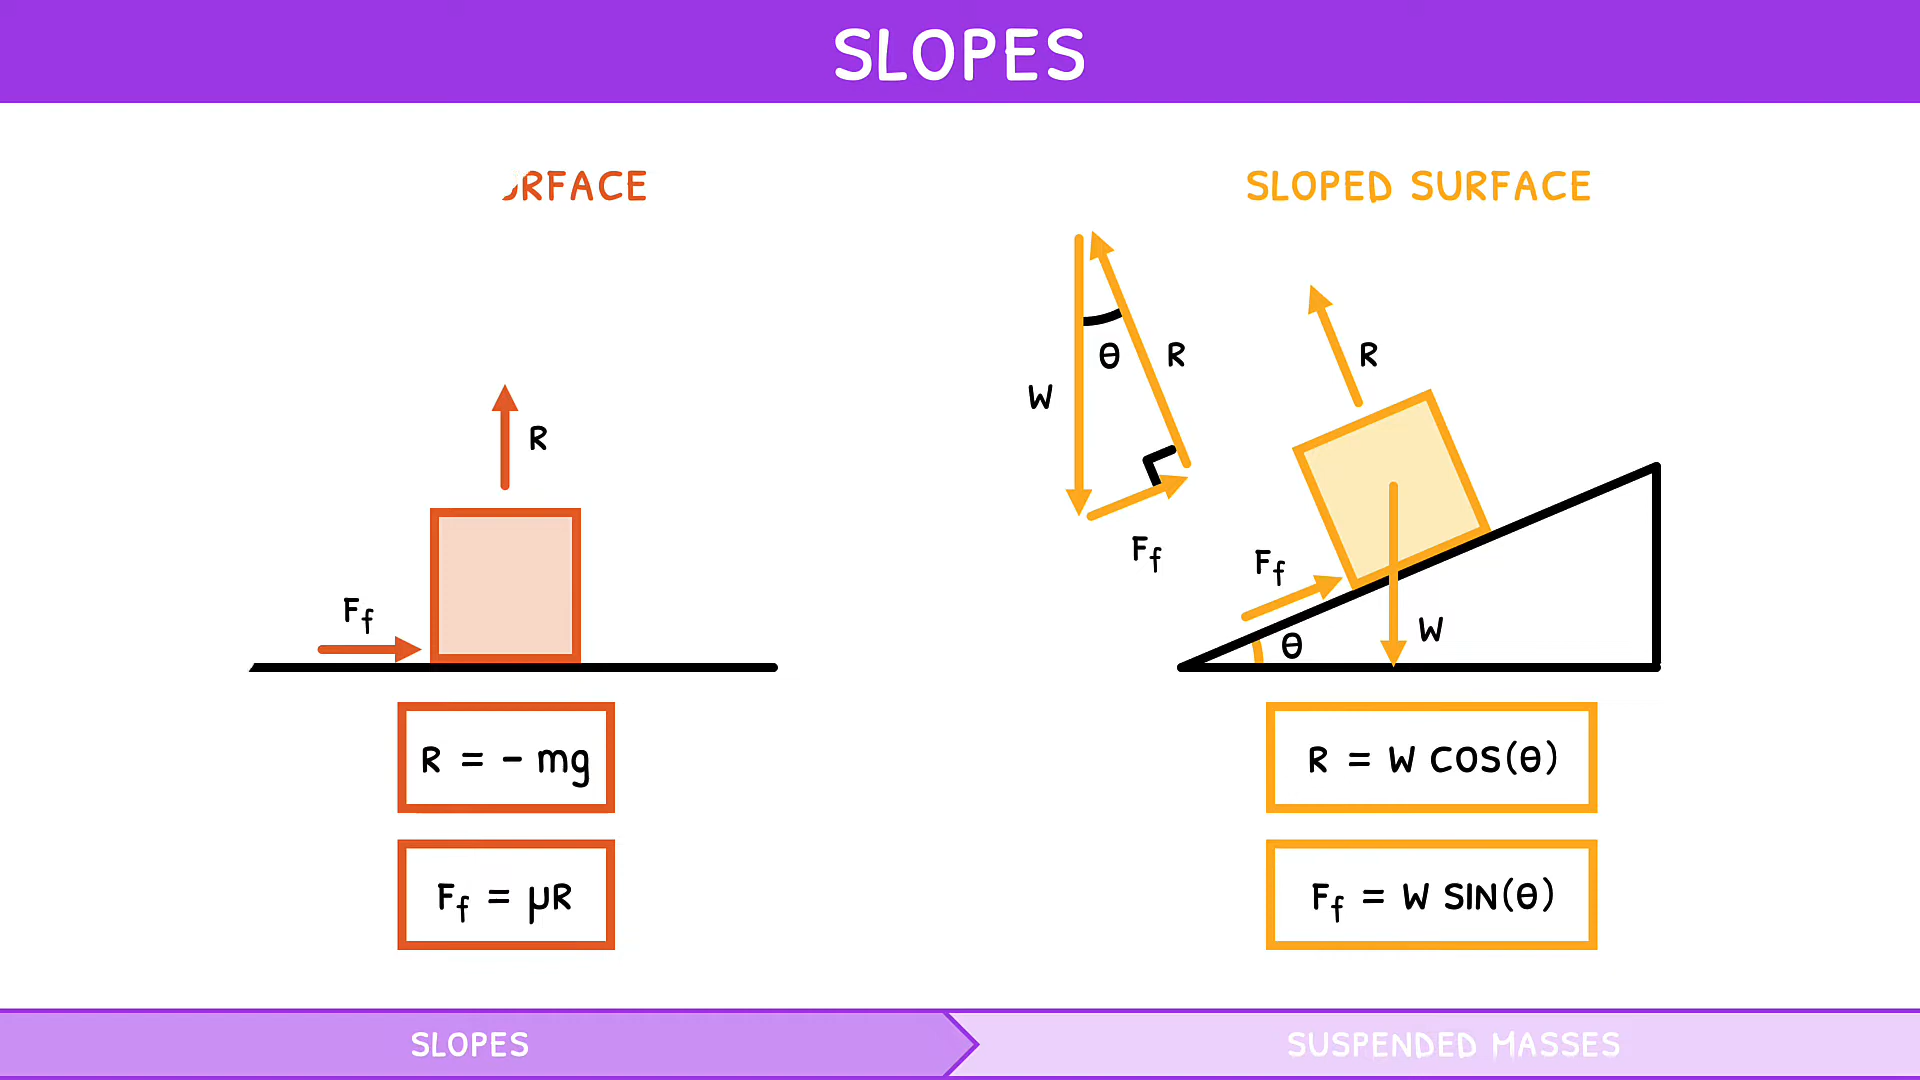 SLOPES
RFACE
SLOPED SURFACE
θ
R
W
R
R
Ff
Ff
Ff
W
θ
R = - mg
R = W COS(θ)
Ff = μR
Ff = W SIN(θ)
SLOPES
SUSPENDED MASSES